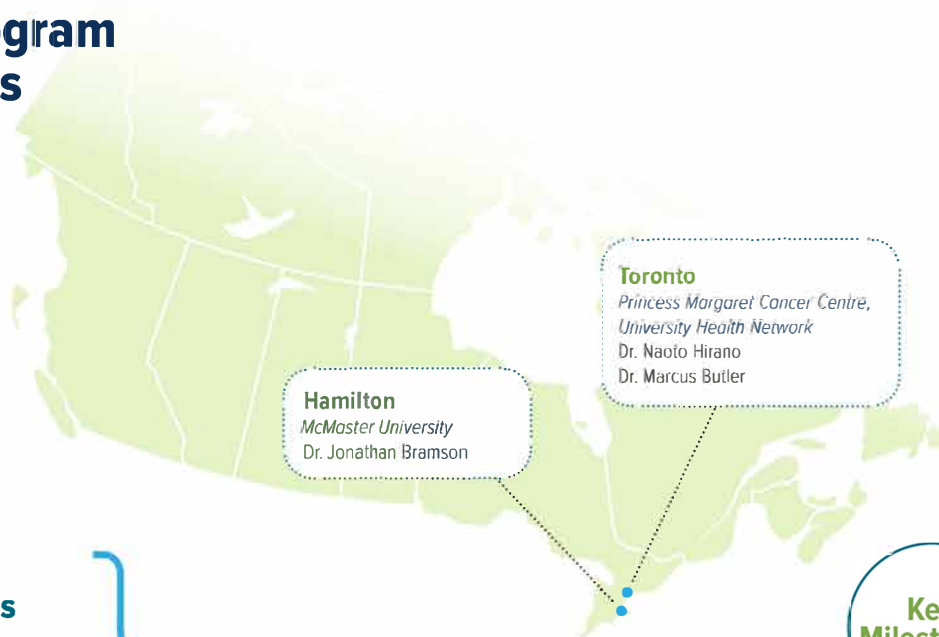 gram
s
Toronto
Princess Margaret Cancer Centre,
University Health Network
Dr. Naoto Hirano
Dr. Marcus Butler
Hamilton
McMaster University
Dr. Jonathan Bramson
s
Ke
Milest